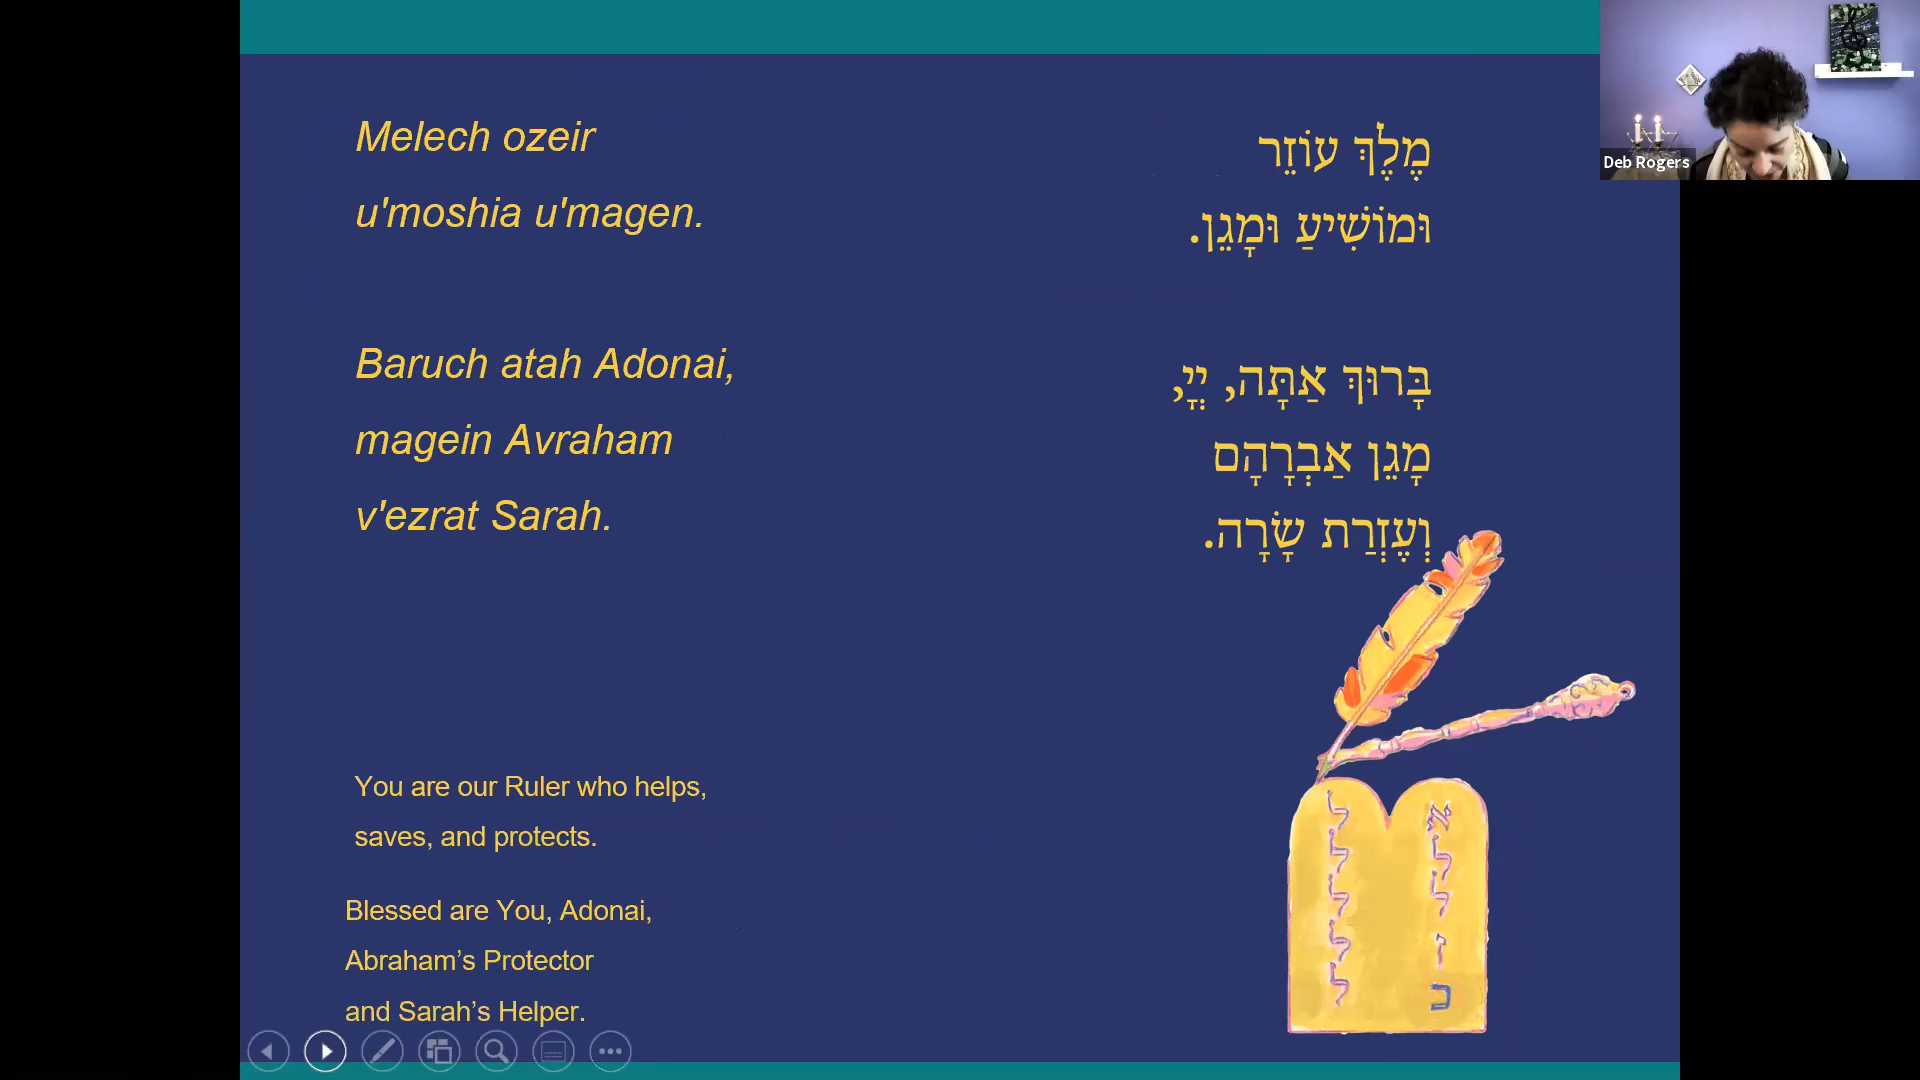 Melech ozeir
u'moshia u'magen.
Baruch atah Adonai,
magein Avraham
v'ezrat Sarah.
מֶלֶךְ עוֹזֵר
וּמוֹשִׁיעַ וּמָגֵן.
בָּרוּךְ אַתָּה, יְיָ,
מָגֵן אַבְרָהָם
וְעֶזְרַת שָׂרָה.
You are our Ruler who helps,
saves, and protects.
Blessed are You, Adonai,
Abraham’s Protector
and Sarah’s Helper.
Deb Rogers
א
ל
ל
ז
כ
ל
ל
ל
ל
ל